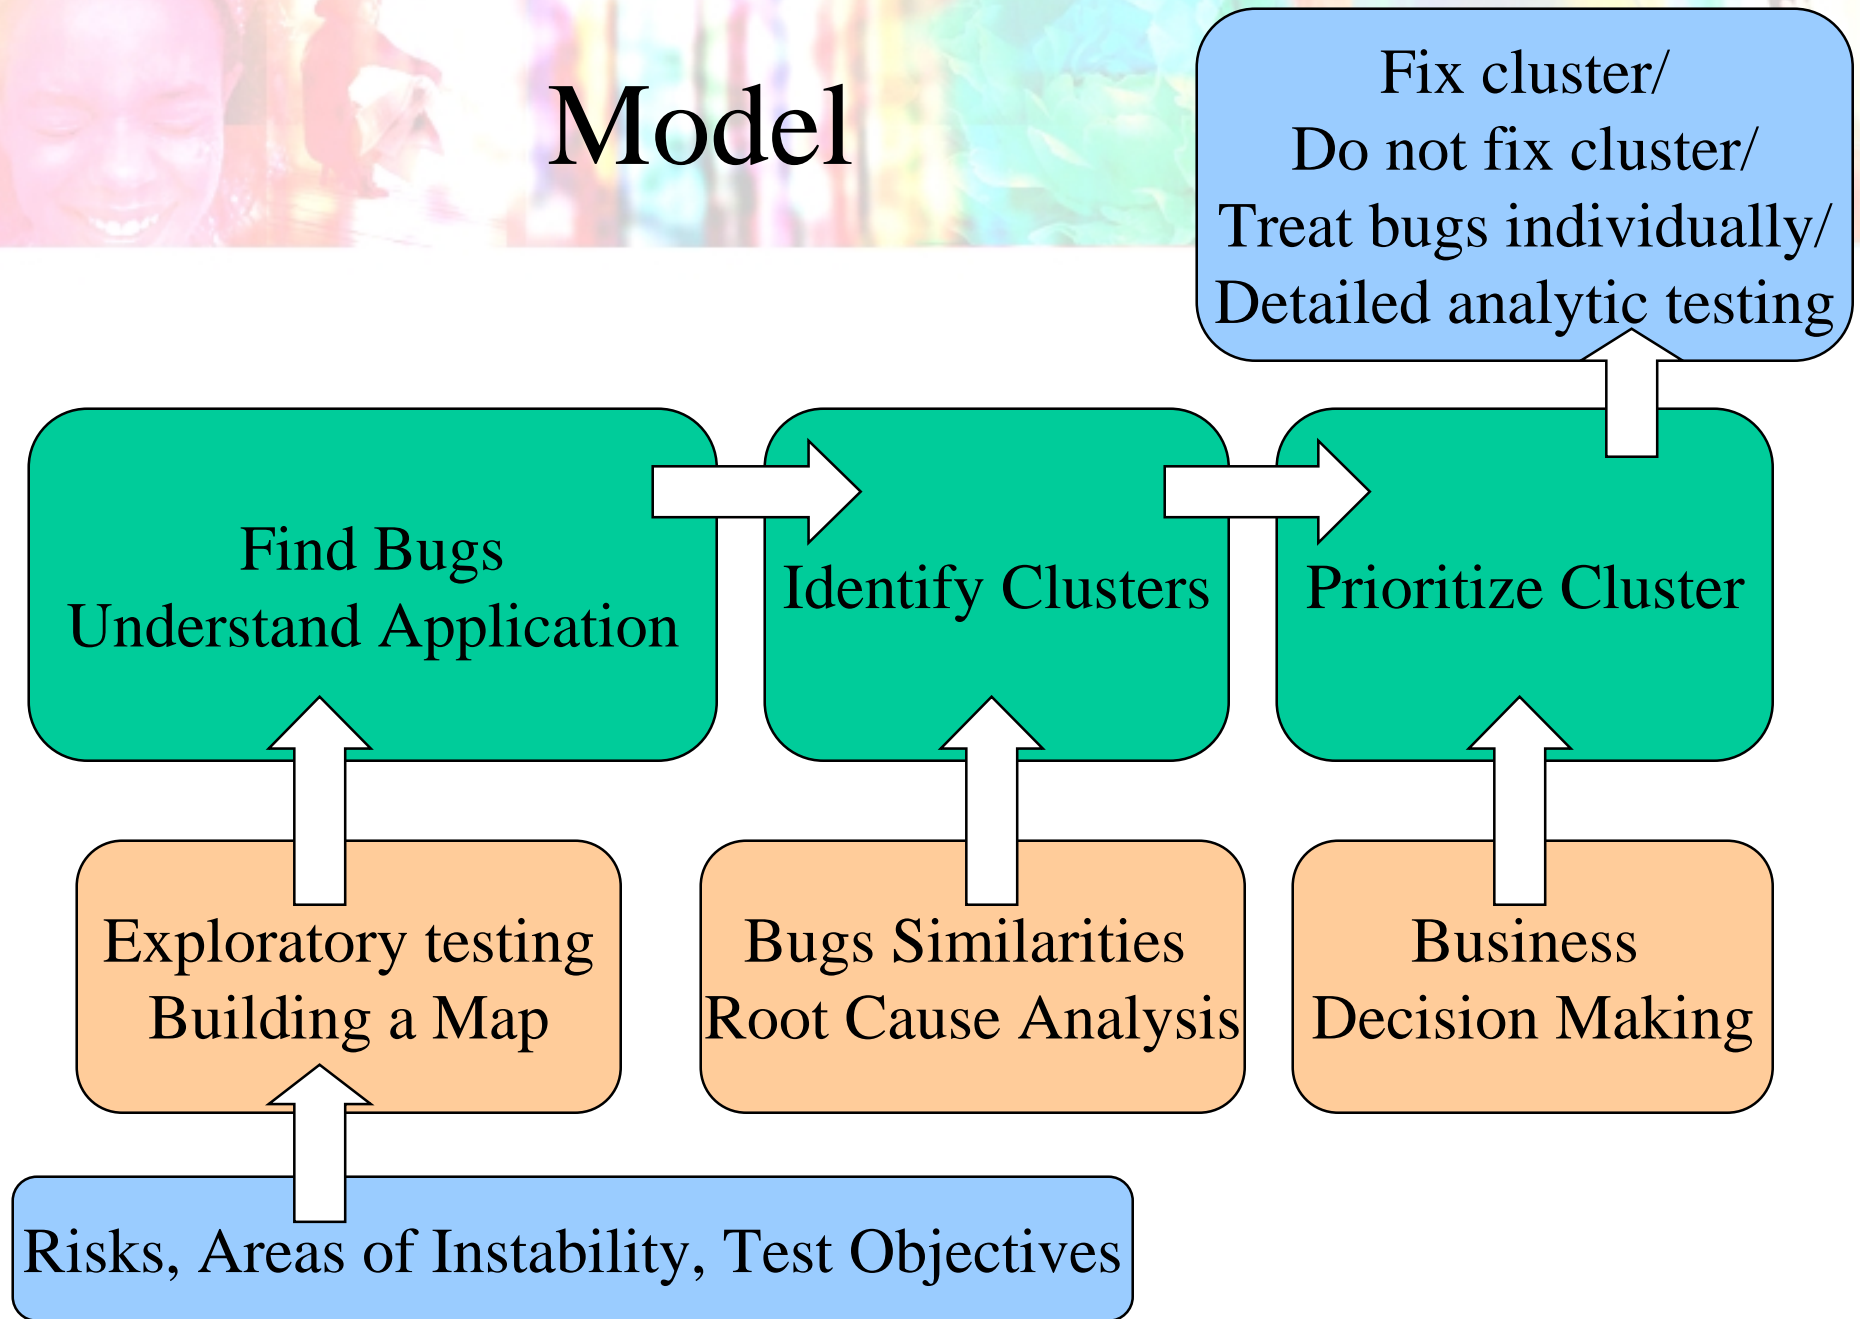 Model
Fix cluster/
Do not fix cluster/
Treat bugs individually/
Detailed analytic testing
Find Bugs
Understand Application
Identify Clusters
Prioritize Cluster
Exploratory testing
Building a Map
Bugs Similarities
Root Cause Analysis
Business
Decision Making
Risks, Areas of Instability, Test Objectives